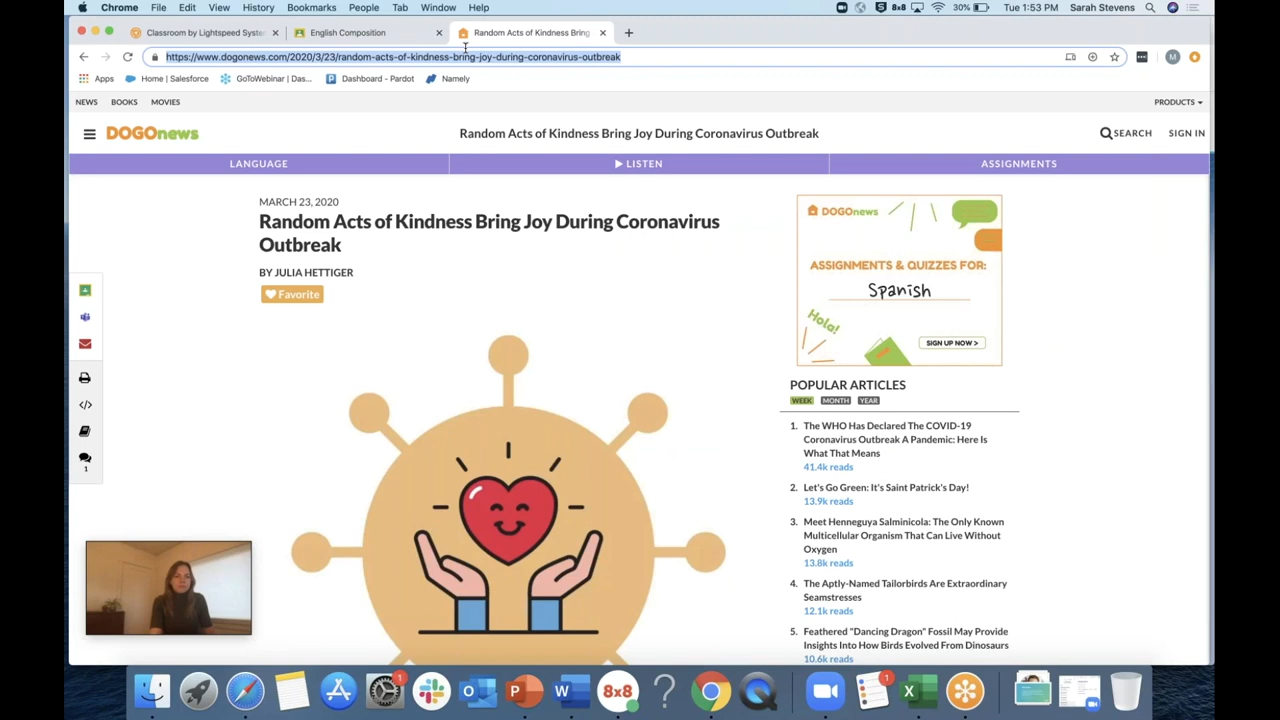 Chrome File Edit View History Bookmarks People Tab Window Help 8x8 30% Tue 1:53 PM Sarah Stevens
Classroom by Lightspeed Syste × English Composition × Random Acts of Kindness Bring × +
https://www.dogonews.com/2020/3/23/random-acts-of-kindness-bring-joy-during-coronavirus-outbreak M
Apps Home | Salesforce GoToWebinar | Das... Dashboard - Pardot Namely
NEWS BOOKS MOVIES PRODUCTS
DOGOnews Random Acts of Kindness Bring Joy During Coronavirus Outbreak SEARCH SIGN IN
LANGUAGE LISTEN ASSIGNMENTS
MARCH 23, 2020
Random Acts of Kindness Bring Joy During Coronavirus
Outbreak
BY JULIA HETTIGER
Favorite
1
DOGOnews
ASSIGNMENTS & QUIZZES FOR:
Spanish
Hola!
SIGN UP NOW >
POPULAR ARTICLES
WEEK MONTH YEAR
1. The WHO Has Declared The COVID-19
Coronavirus Outbreak A Pandemic: Here Is
What That Means
41.4k reads
2. Let's Go Green: It's Saint Patrick's Day!
13.9k reads
3. Meet Henneguya Salminicola: The Only Known
Multicellular Organism That Can Live Without
Oxygen
13.8k reads
4. The Aptly-Named Tailorbirds Are Extraordinary
Seamstresses
12.1k reads
5. Feathered "Dancing Dragon" Fossil May Provide
Insights Into How Birds Evolved From Dinosaurs
10.6k reads
1 8x8 ? 1